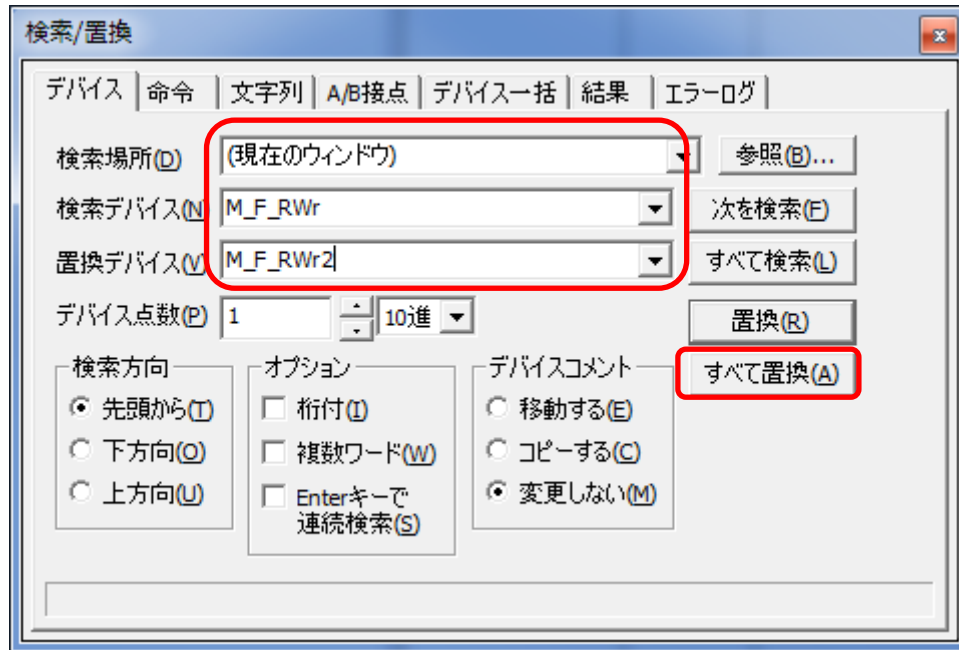 検索/置換
デバイス 命令 文字列 A/B接点 デバイス一括 結果 エラーログ
検索場所(D) (現在のウィンドウ) 参照(B)...
検索デバイス(N M_F_RWr 次を検索(F)
置換デバイス(V) M_F_RWr2 すべて検索(L)
デバイス点数(P) 1 10進 置換(R)
すべて置換(A)
検索方向 オプション デバイスコメント
先頭から(T) 桁付(I) 移動する(E)
下方向(O) 複数ワード(W) コピーする(C)
上方向(U) Enterキーで 変更しない(M)
連続検索(S)